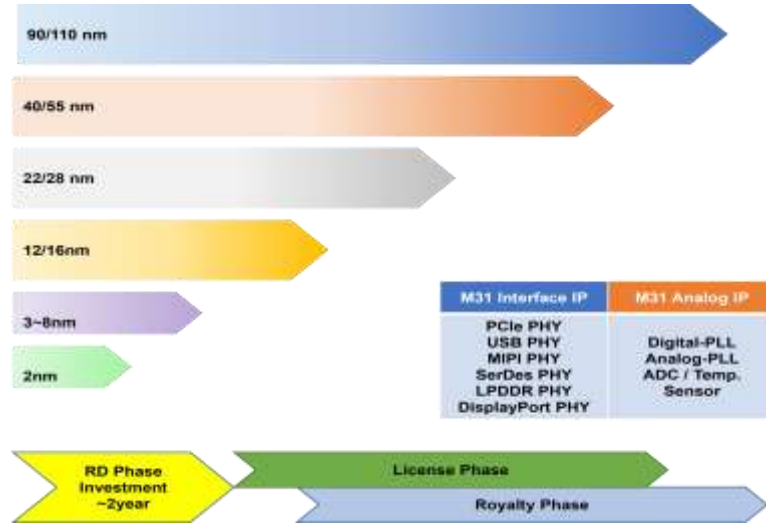 90/110 nm
40/55 nm
22/28 nm
12/16nm
3~8nm
2nm
M31 Interface IP
PCIe PHY
USB PHY
MIPI PHY
SerDes PHY
LPDDR PHY
DisplayPort PHY
M31 Analog IP
Digital-PLL
Analog-PLL
ADC / Temp.
Sensor
RD Phase
Investment
~2year
License Phase
Royalty Phase